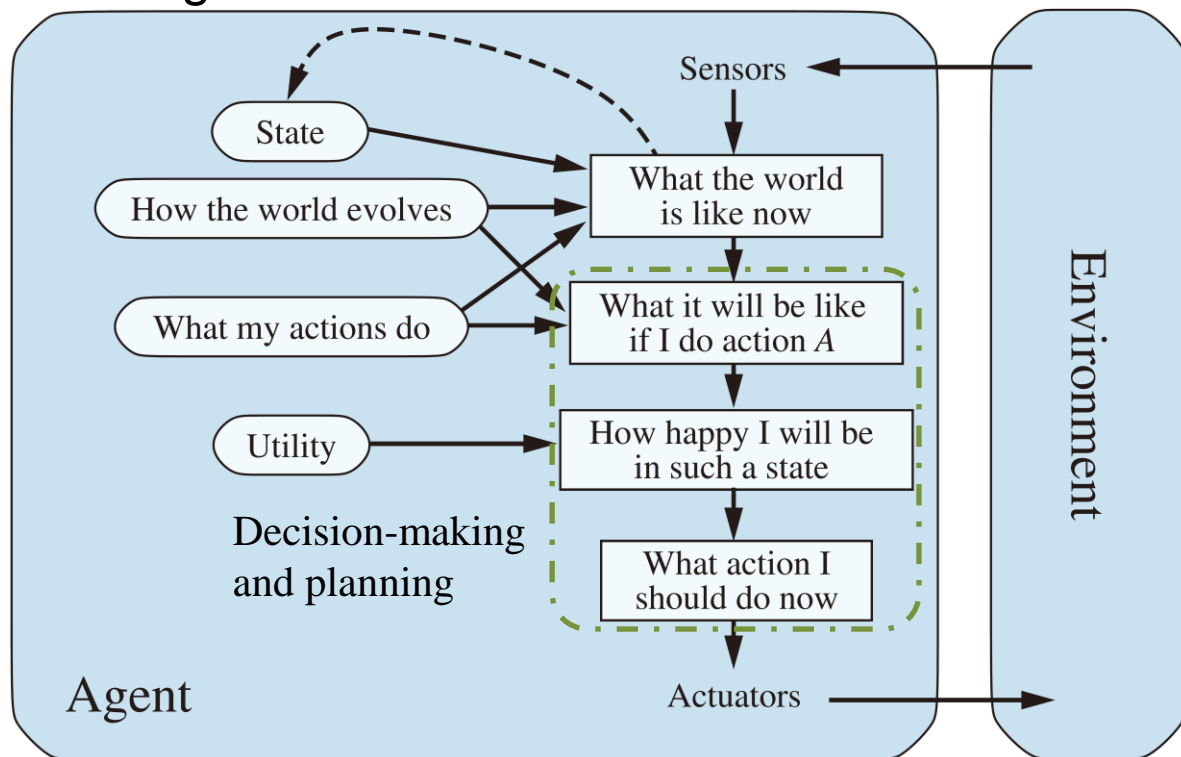 Sensors
State
What the world
is like now
How the world evolves
What it will be like
if I do action A
What my actions do
How happy I will be
in such a state
Utility
Decision-making
and planning
What action I
should do now
Agent
Actuators
Environment